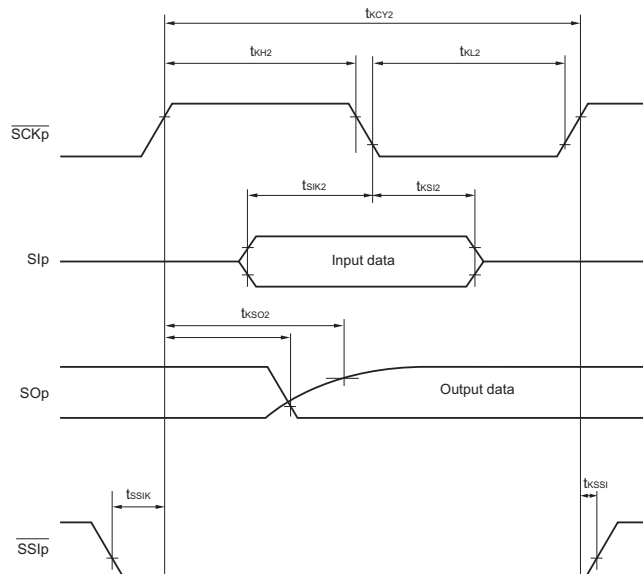 tKCY2
tKH2
tKL2
SCKp
tSIK2
tKSI2
SIp
Input data
tKSO2
SOp
Output data
tSSIK
tKSSI
SSIp